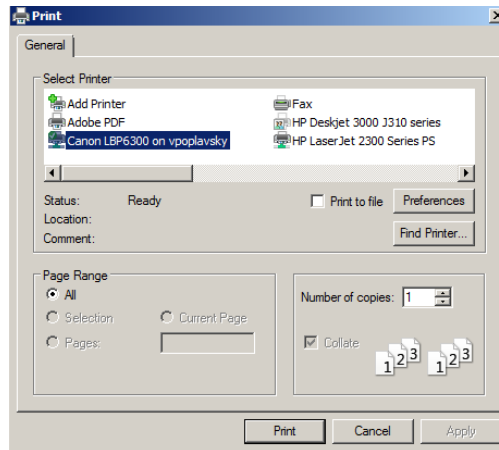 Print
General
Select Printer
Add Printer
Adobe PDF
Canon LBP6300 on vpoplavsky
Fax
HP Deskjet 3000 J310 series
HP LaserJet 2300 Series PS
Status: Ready
Location:
Comment:
Print to file
Preferences
Find Printer...
Page Range
All
Selection
Current Page
Pages:
Number of copies: 1
Collate
1 2 3 1 2 3
Print
Cancel
Apply